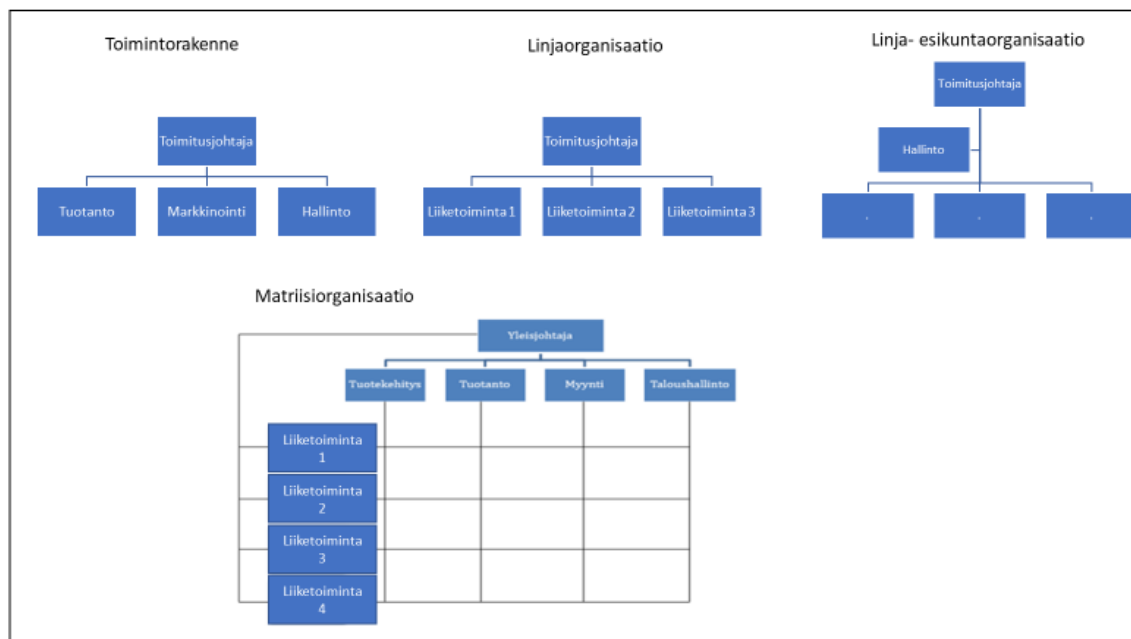 Toimintorakenne
Toimitusjohtaja
Tuotanto
Markkinointi
Hallinto
Linjaorganisaatio
Toimitusjohtaja
Liiketoiminta 1
Liiketoiminta 2
Liiketoiminta 3
Linja- esikuntaorganisaatio
Toimitusjohtaja
Hallinto
.
.
.
Matriisiorganisaatio
Yleisjohtaja
Tuotekehitys
Tuotanto
Myynti
Taloushallinto
Liiketoiminta
1
Liiketoiminta
2
Liiketoiminta
3
Liiketoiminta
4